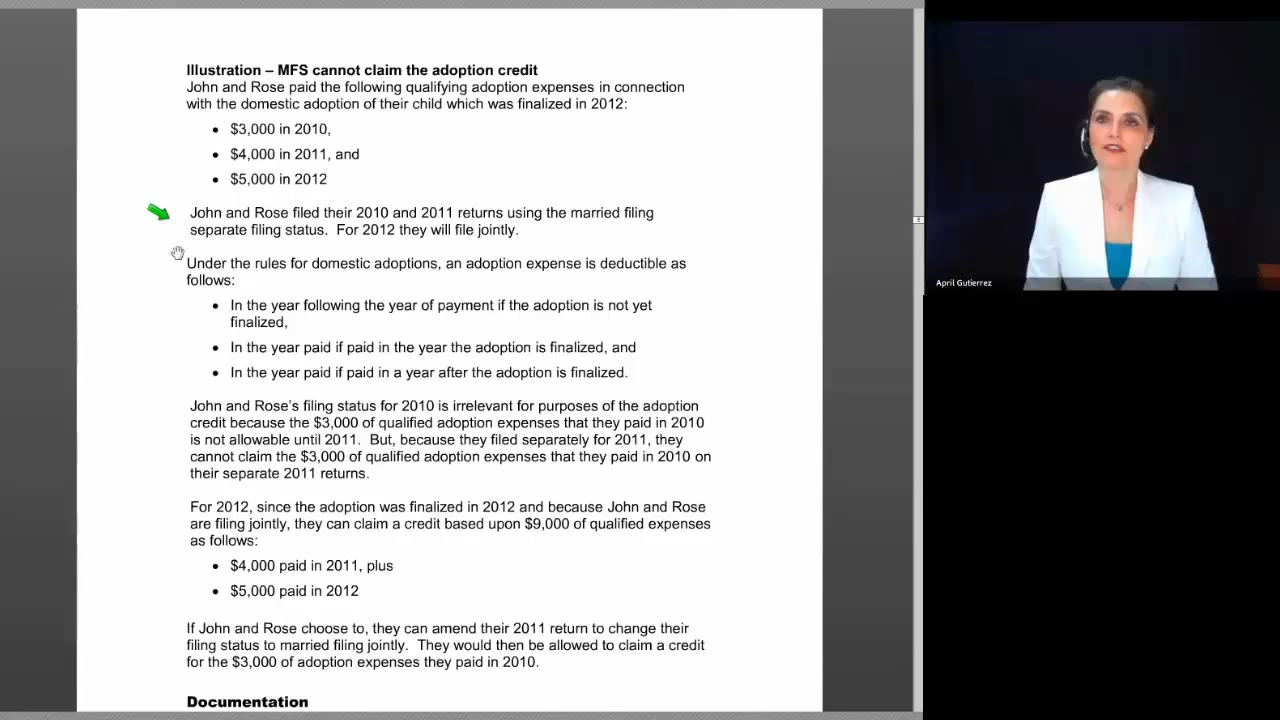 Illustration – MFS cannot claim the adoption credit
John and Rose paid the following qualifying adoption expenses in connection
with the domestic adoption of their child which was finalized in 2012:
• $3,000 in 2010,
• $4,000 in 2011, and
• $5,000 in 2012
John and Rose filed their 2010 and 2011 returns using the married filing
separate filing status. For 2012 they will file jointly.
Under the rules for domestic adoptions, an adoption expense is deductible as
follows:
• In the year following the year of payment if the adoption is not yet
finalized,
• In the year paid if paid in the year the adoption is finalized, and
• In the year paid if paid in a year after the adoption is finalized.
John and Rose's filing status for 2010 is irrelevant for purposes of the adoption
credit because the $3,000 of qualified adoption expenses that they paid in 2010
is not allowable until 2011. But, because they filed separately for 2011, they
cannot claim the $3,000 of qualified adoption expenses that they paid in 2010 on
their separate 2011 returns.
For 2012, since the adoption was finalized in 2012 and because John and Rose
are filing jointly, they can claim a credit based upon $9,000 of qualified expenses
as follows:
• $4,000 paid in 2011, plus
• $5,000 paid in 2012
If John and Rose choose to, they can amend their 2011 return to change their
filing status to married filing jointly. They would then be allowed to claim a credit
for the $3,000 of adoption expenses they paid in 2010.
Documentation
April Gutierrez